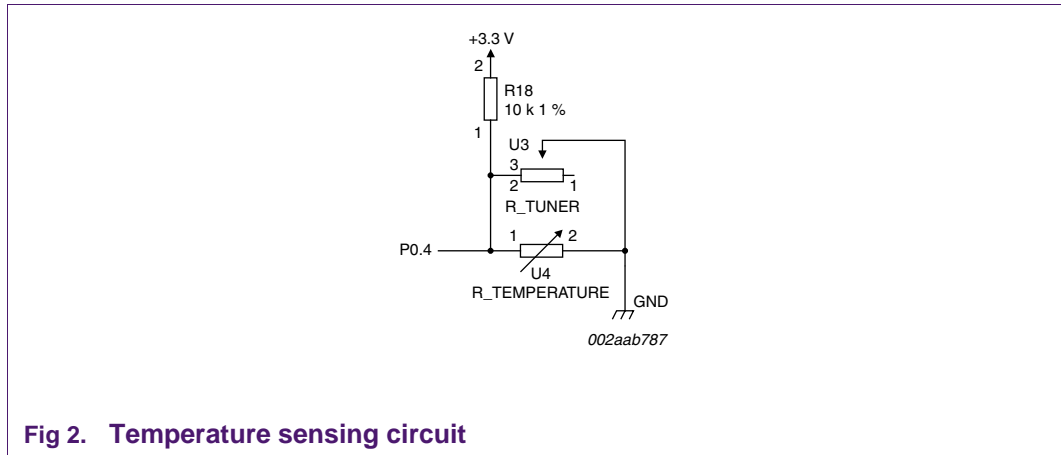 +3.3 V
2
R18
10 k 1 %
1
U3
3
2
1
R_TUNER
P0.4
1
2
U4
R_TEMPERATURE
GND
002aab787
Fig 2. Temperature sensing circuit